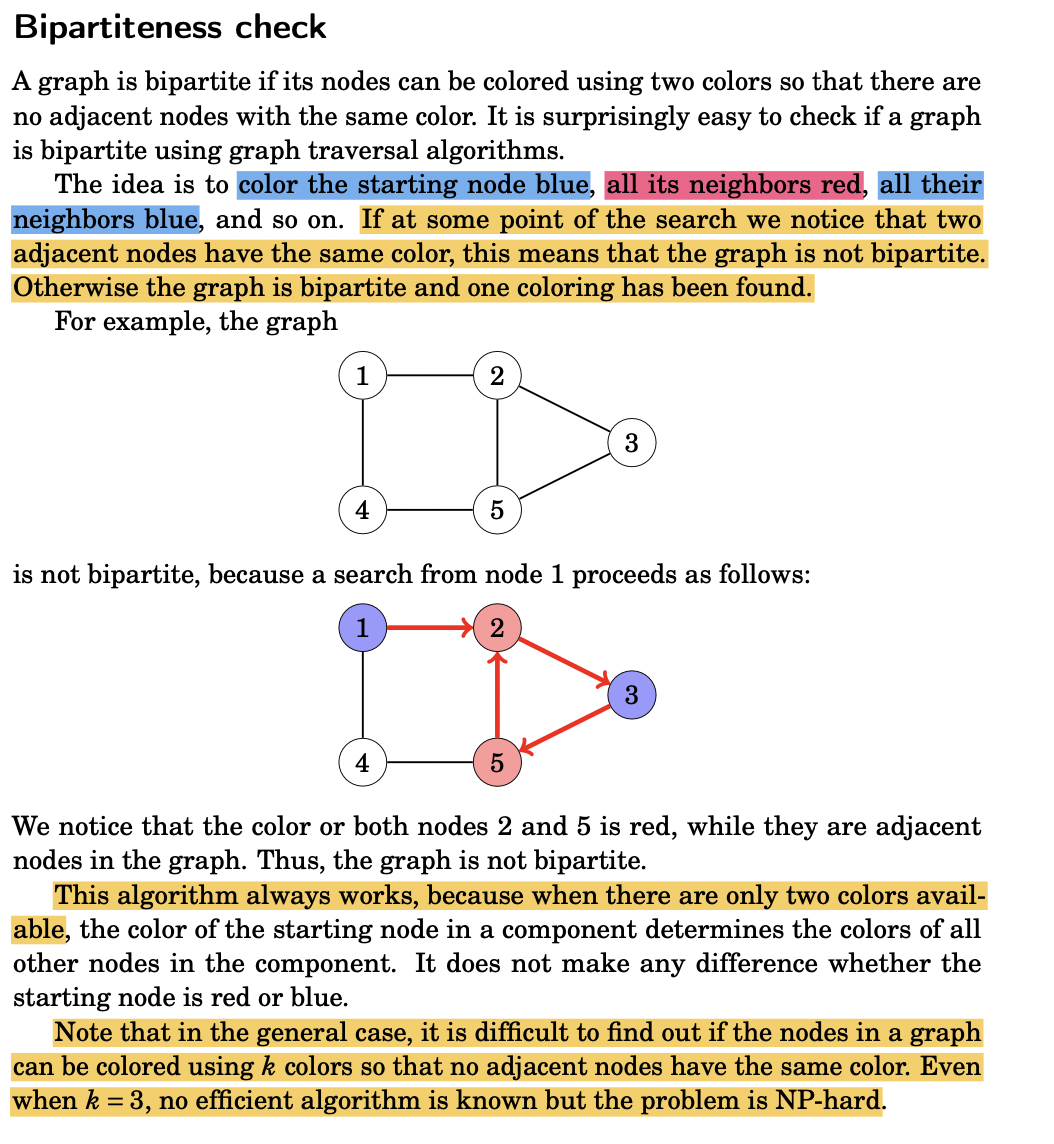 Bipartiteness check
A graph is bipartite if its nodes can be colored using two colors so that there are
no adjacent nodes with the same color. It is surprisingly easy to check if a graph
is bipartite using graph traversal algorithms.
The idea is to color the starting node blue, all its neighbors red, all their
neighbors blue, and so on. If at some point of the search we notice that two
adjacent nodes have the same color, this means that the graph is not bipartite.
Otherwise the graph is bipartite and one coloring has been found.
For example, the graph
1 2
3
4 5
is not bipartite, because a search from node 1 proceeds as follows:
1 2
3
4 5
We notice that the color or both nodes 2 and 5 is red, while they are adjacent
nodes in the graph. Thus, the graph is not bipartite.
This algorithm always works, because when there are only two colors avail-
able, the color of the starting node in a component determines the colors of all
other nodes in the component. It does not make any difference whether the
starting node is red or blue.
Note that in the general case, it is difficult to find out if the nodes in a graph
can be colored using k colors so that no adjacent nodes have the same color. Even
when k = 3, no efficient algorithm is known but the problem is NP-hard.